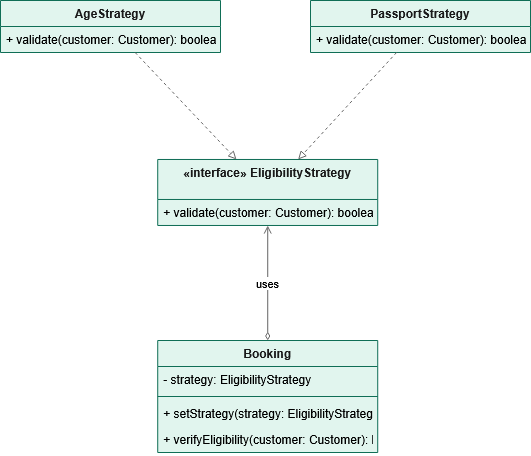 AgeStrategy
+ validate(customer: Customer): boolea
PassportStrategy
+ validate(customer: Customer): boolea
«interface» EligibilityStrategy
+ validate(customer: Customer): boolea
uses
Booking
- strategy: EligibilityStrategy
+ setStrategy(strategy: EligibilityStrateg
+ verifyEligibility(customer: Customer):